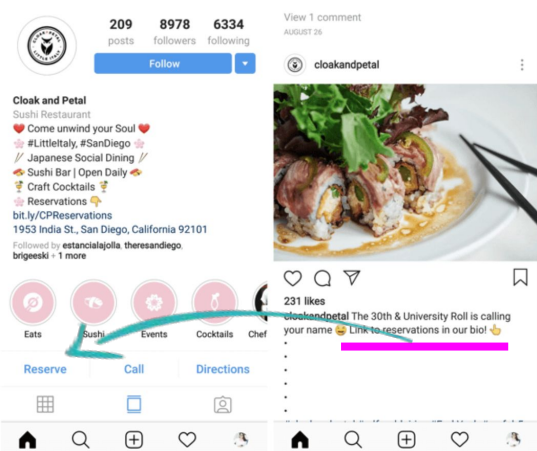 209 8978 6334
posts followers following
Follow
Cloak and Petal
Sushi Restaurant
Come unwind your Soul
#LittleItaly, #SanDiego
Japanese Social Dining
Sushi Bar | Open Daily
Craft Cocktails
Reservations
bit.ly/CPReservations
1953 India St., San Diego, California 92101
Followed by estancialajolla, theresandiego,
brigeeski + 1 more
Eats Sushi Events Cocktails Chef
Reserve Call Directions
View 1 comment
AUGUST 26
cloakandpetal
231 likes
cloakandpetal The 30th & University Roll is calling
your name Link to reservations in our bio!